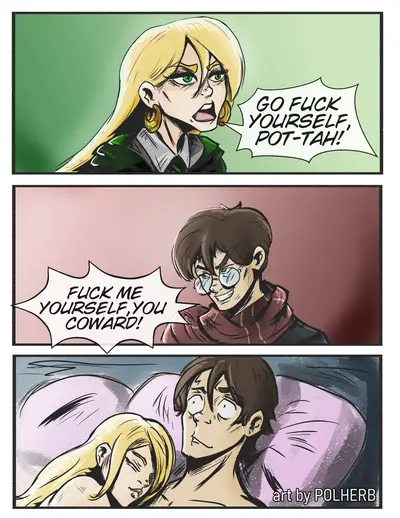 GO FUCK
YOURSELF,
POT-TAH!
FUCK ME
YOURSELF,YOU
COWARD!
art by POLHERB